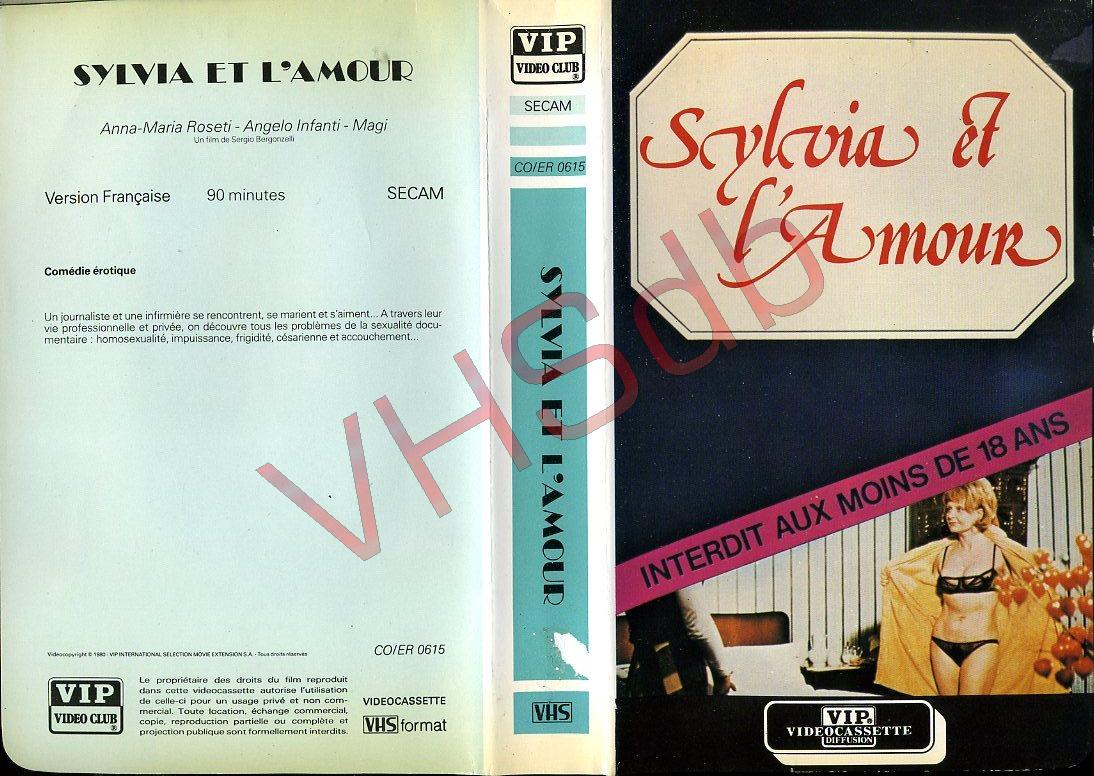 SYLVIA ET L'AMOUR
Anna-Maria Roseti - Angelo Infanti - Magi
Un film de Sergio Bergonzelli
Version Française 90 minutes SECAM
Comédie érotique
Un journaliste et une infirmière se rencontrent, se marient et s'aiment... A travers leur
vie professionnelle et privée, on découvre tous les problèmes de la sexualité docu-
mentaire : homosexualité, impuissance, frigidité, césarienne et accouchement...
CO/ER 0615
Videocopyright © 1980 - VIP INTERNATIONAL SELECTION MOVIE EXTENSION S.A. - Tous droits réservés
VIP
VIDEO CLUB ®
Le propriétaire des droits du film reproduit
dans cette videocassette autorise l'utilisation
de celle-ci pour un usage privé et non com-
mercial. Toute location, échange commercial,
copie, reproduction partielle ou complète et
projection publique sont formellement interdits.
VIDEOCASSETTE
VHS format
VIP
VIDEO CLUB ®
SECAM
CO/ER 0615
SYLVIA ET L'AMOUR
VHS
Sylvia et
l'Amour
INTERDIT AUX MOINS DE 18 ANS
VIP®
VIDEOCASSETTE
DIFFUSION
VHSdb